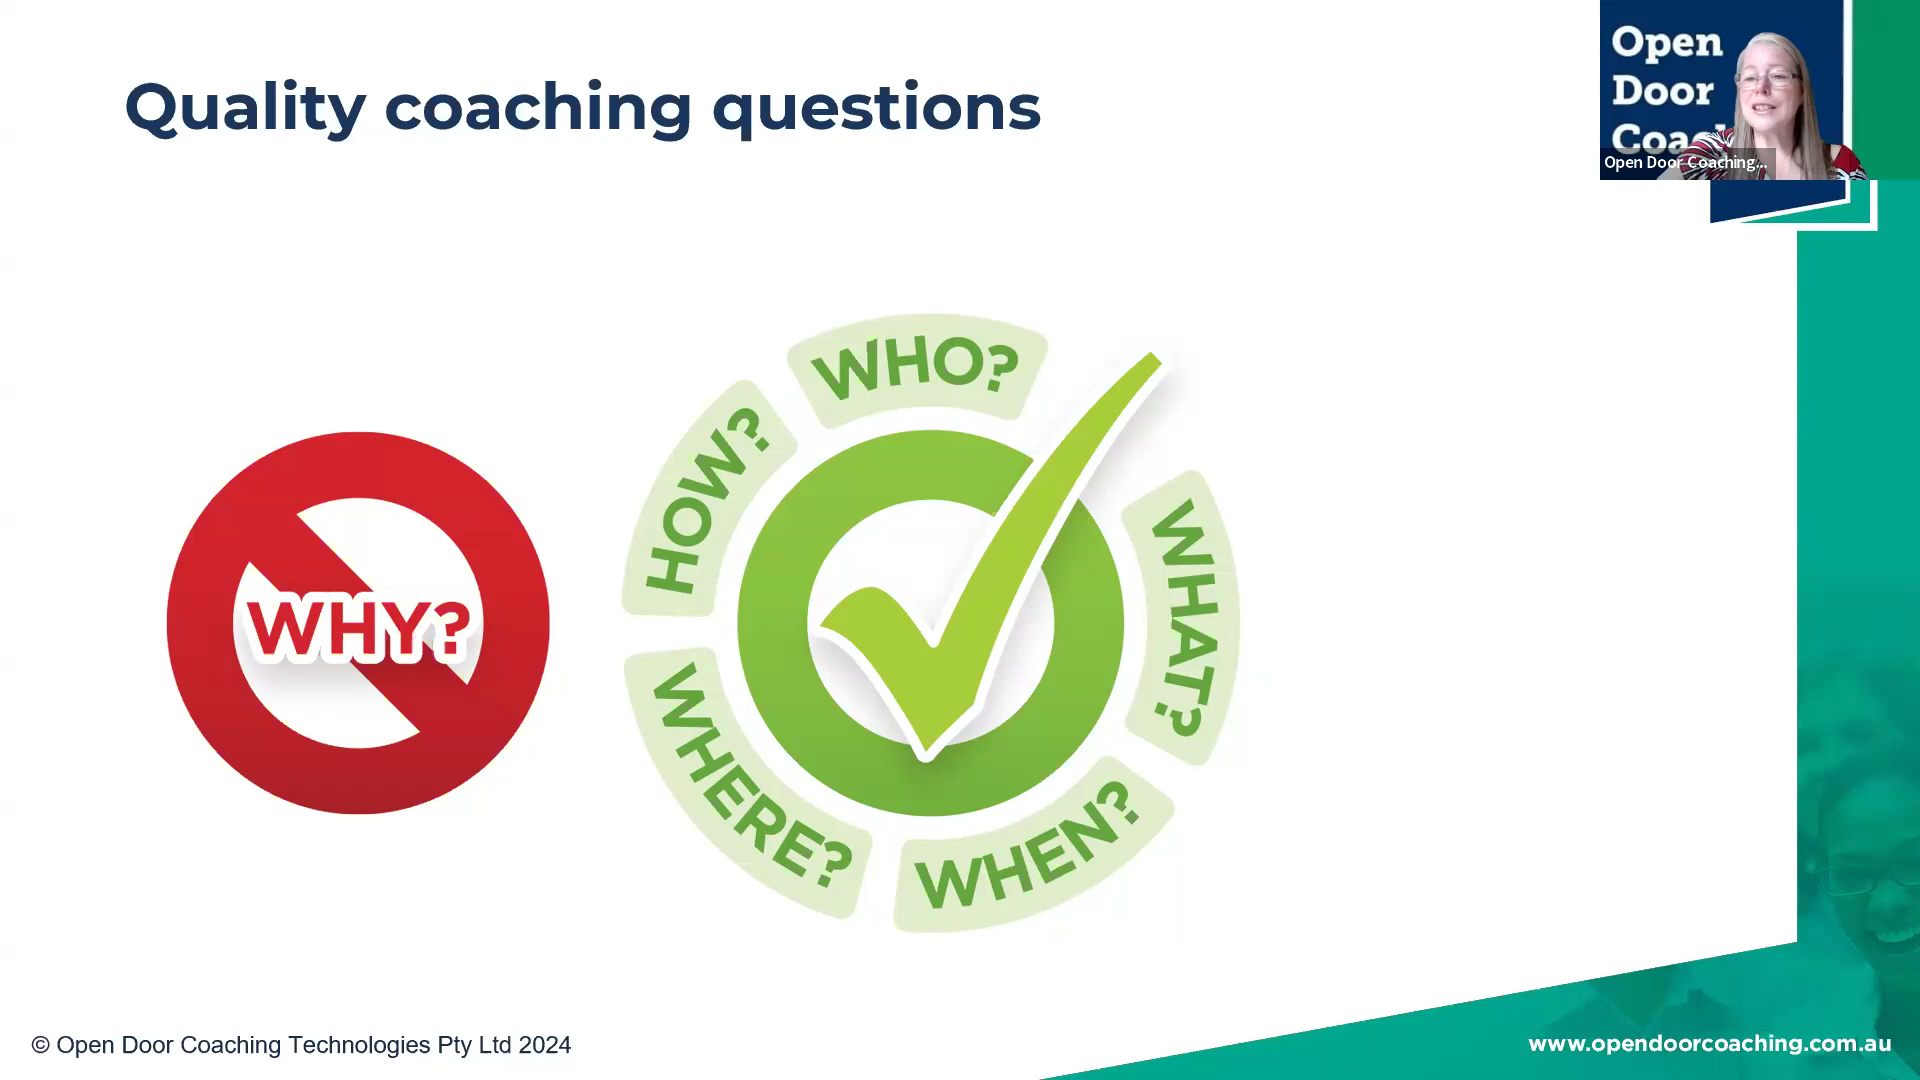 Quality coaching questions
Open
Door
Coach
Open Door Coaching...
WHY?
WHO?
WHAT?
WHEN?
WHERE?
HOW?
© Open Door Coaching Technologies Pty Ltd 2024
www.opendoorcoaching.com.au